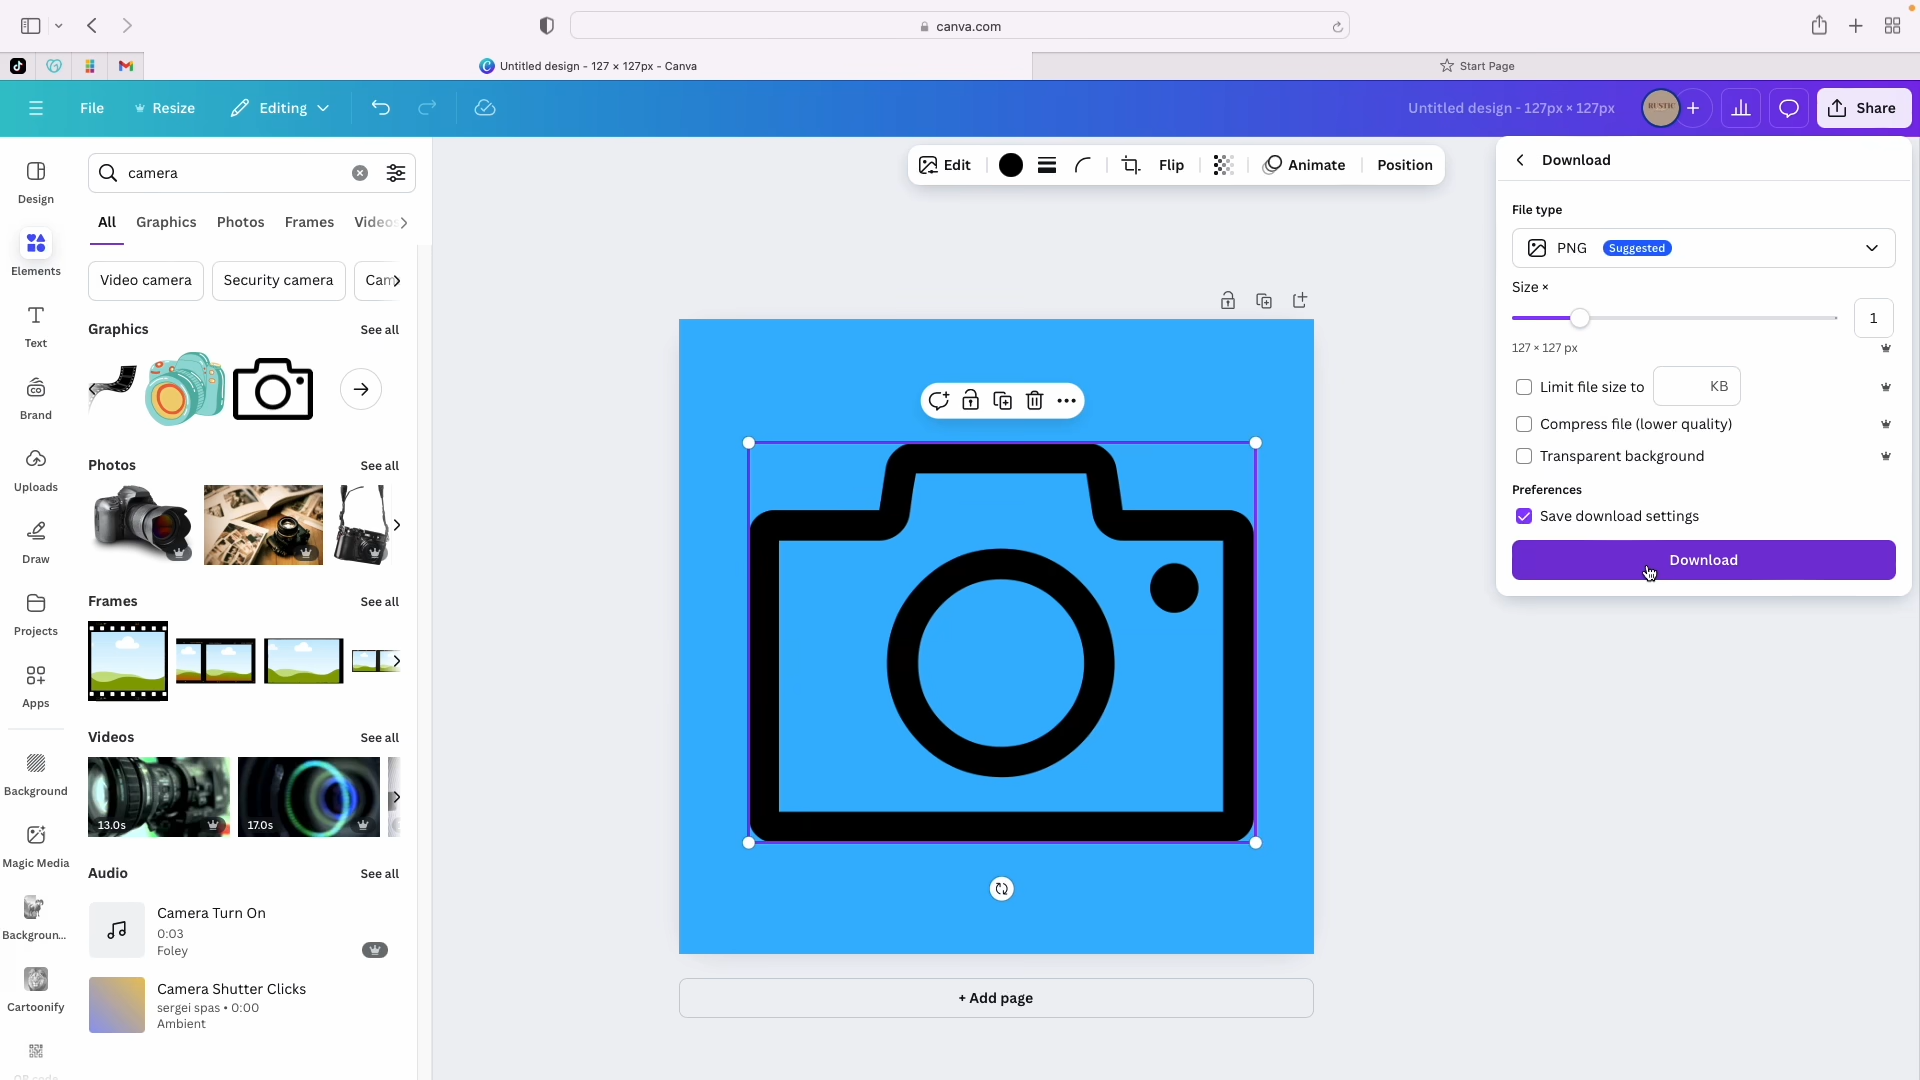 canva.com
Untitled design - 127 × 127px - Canva
Start Page
File
Resize
Editing
Untitled design - 127px × 127px
RUSTIC
Share
Design
Elements
Text
Brand
Uploads
Draw
Projects
Apps
Background
Magic Media
Backgroun...
Cartoonify
camera
All
Graphics
Photos
Frames
Videos
Video camera
Security camera
Cam
Graphics
See all
Photos
See all
Frames
See all
Videos
See all
13.0s
17.0s
Audio
See all
Camera Turn On
0:03
Foley
Camera Shutter Clicks
sergei spas • 0:00
Ambient
Edit
Flip
Animate
Position
+ Add page
Download
File type
PNG
Suggested
Size ×
1
127 × 127 px
Limit file size to
KB
Compress file (lower quality)
Transparent background
Preferences
Save download settings
Download